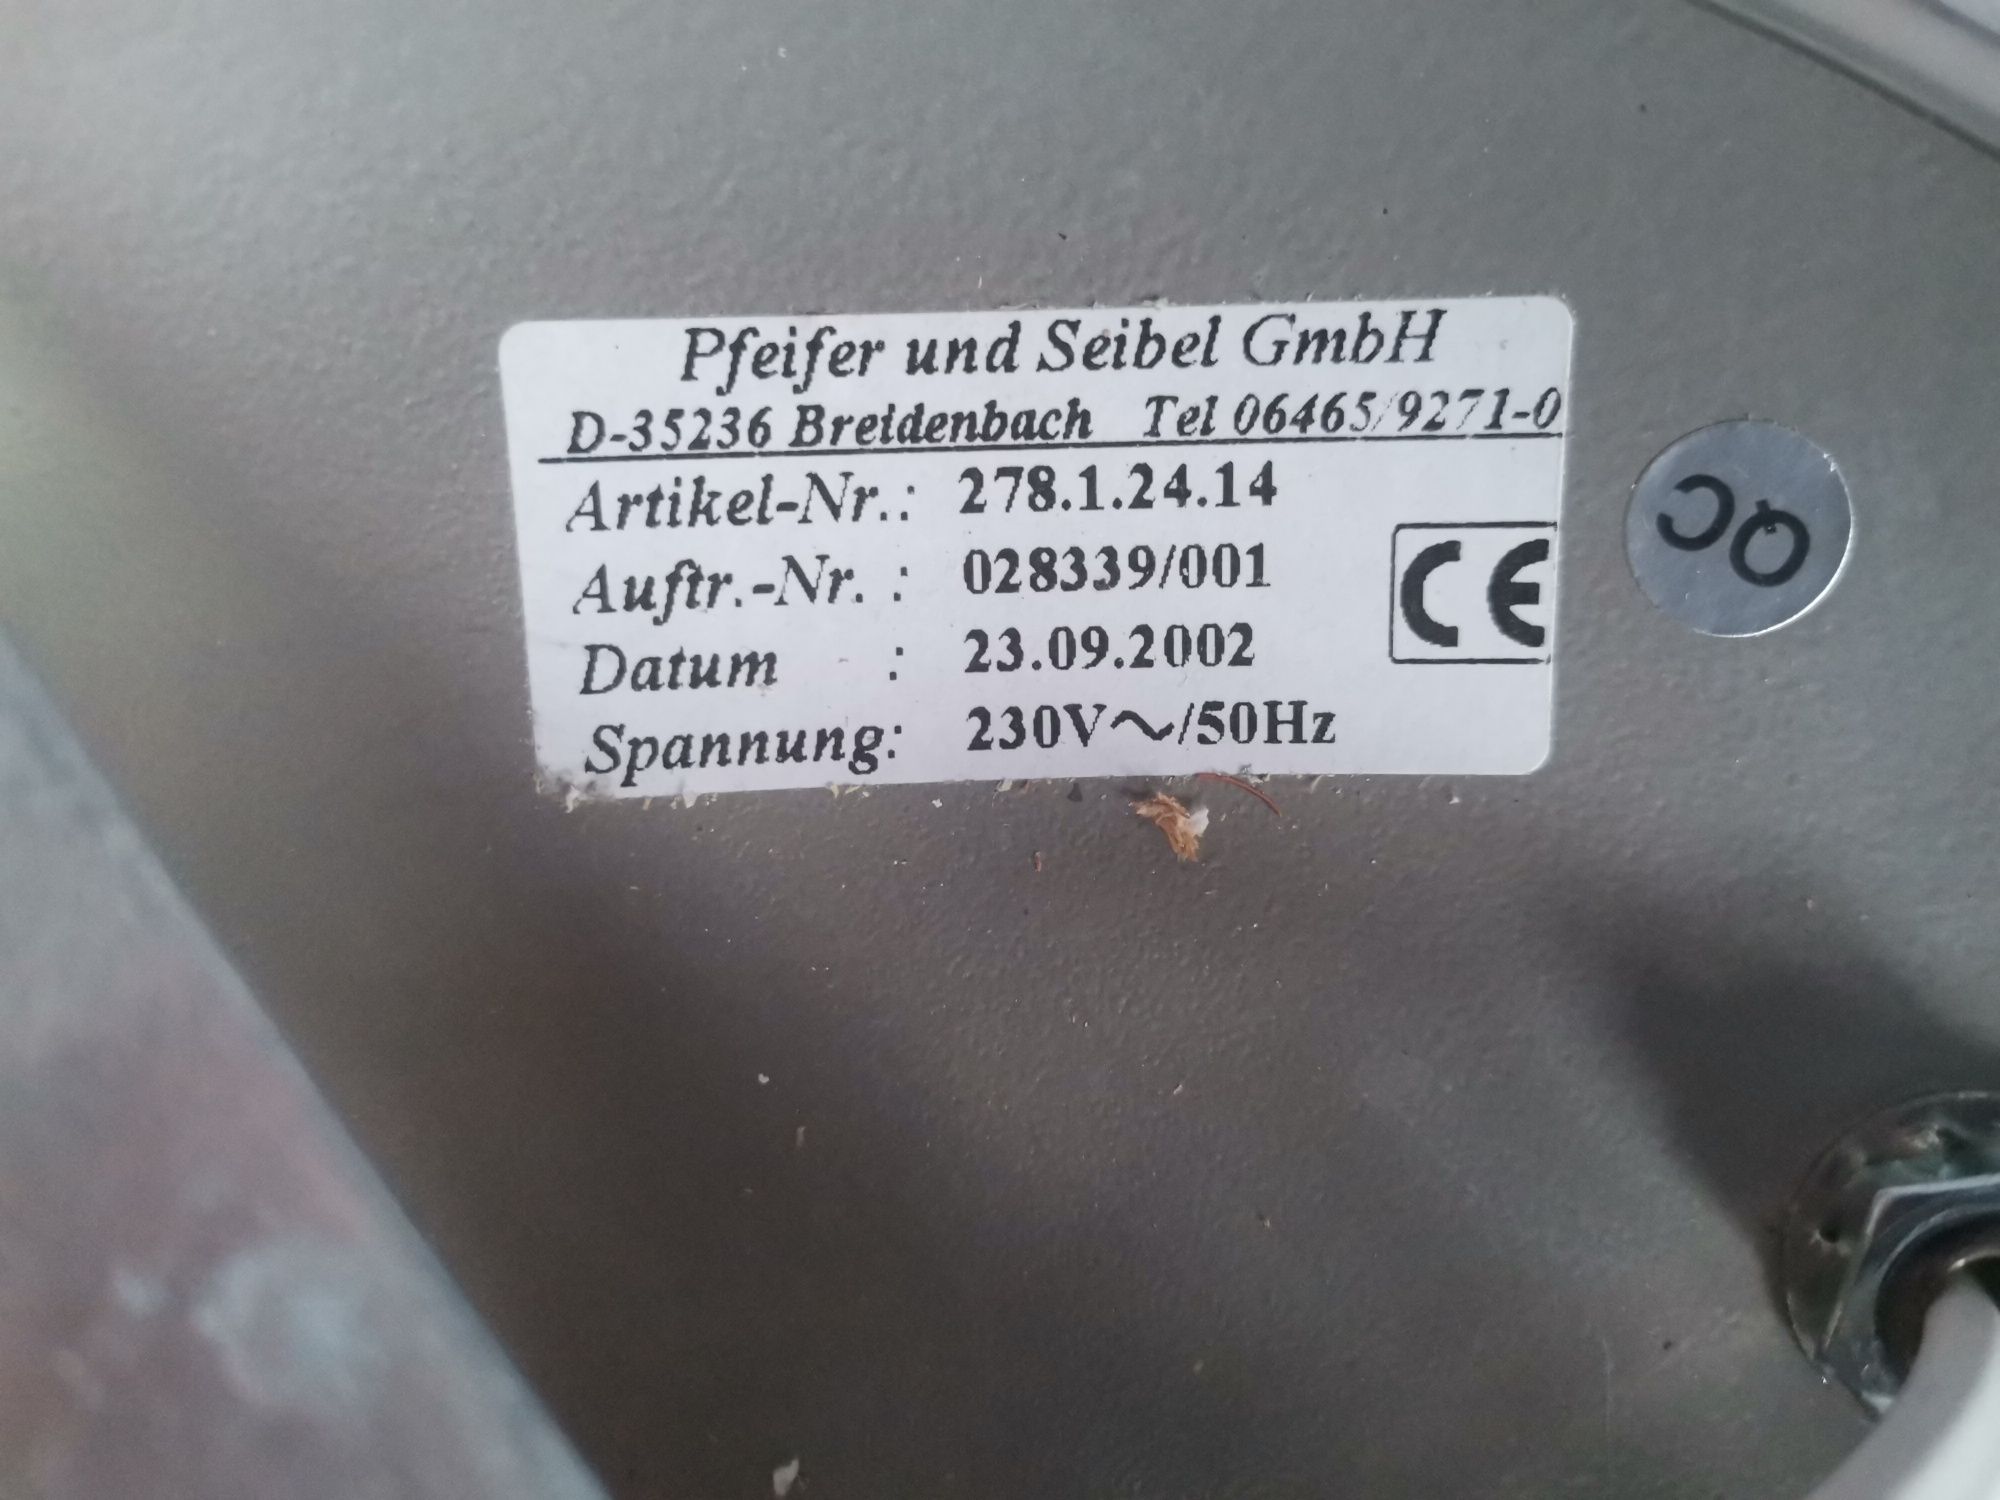 Pfeifer und Seibel GmbH
D-35236 Breidenbach Tel 06465/9271-0
Artikel-Nr.: 278.1.24.14
Auftr.-Nr. : 028339/001
Datum : 23.09.2002
Spannung: 230V~/50Hz
CE
QC